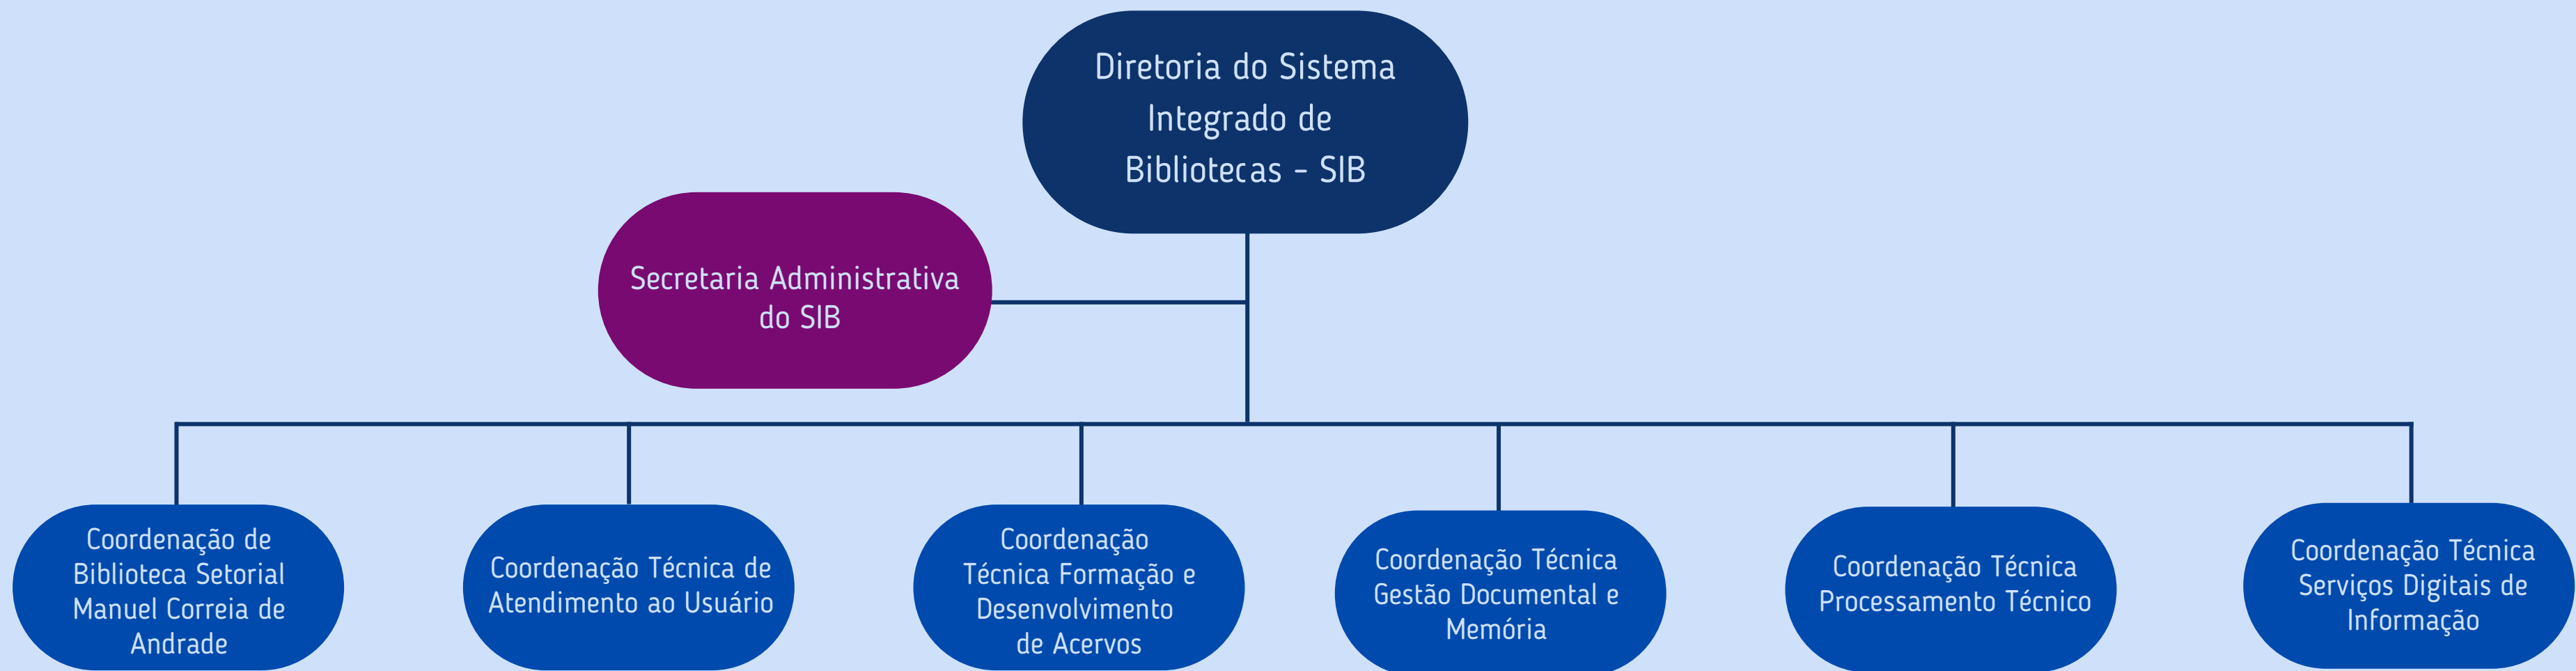 Diretoria do Sistema
Integrado de
Bibliotecas - SIB
Secretaria Administrativa
do SIB
Coordenação de
Biblioteca Setorial
Manuel Correia de
Andrade
Coordenação Técnica de
Atendimento ao Usuário
Coordenação
Técnica Formação e
Desenvolvimento
de Acervos
Coordenação Técnica
Gestão Documental e
Memória
Coordenação Técnica
Processamento Técnico
Coordenação Técnica
Serviços Digitais de
Informação